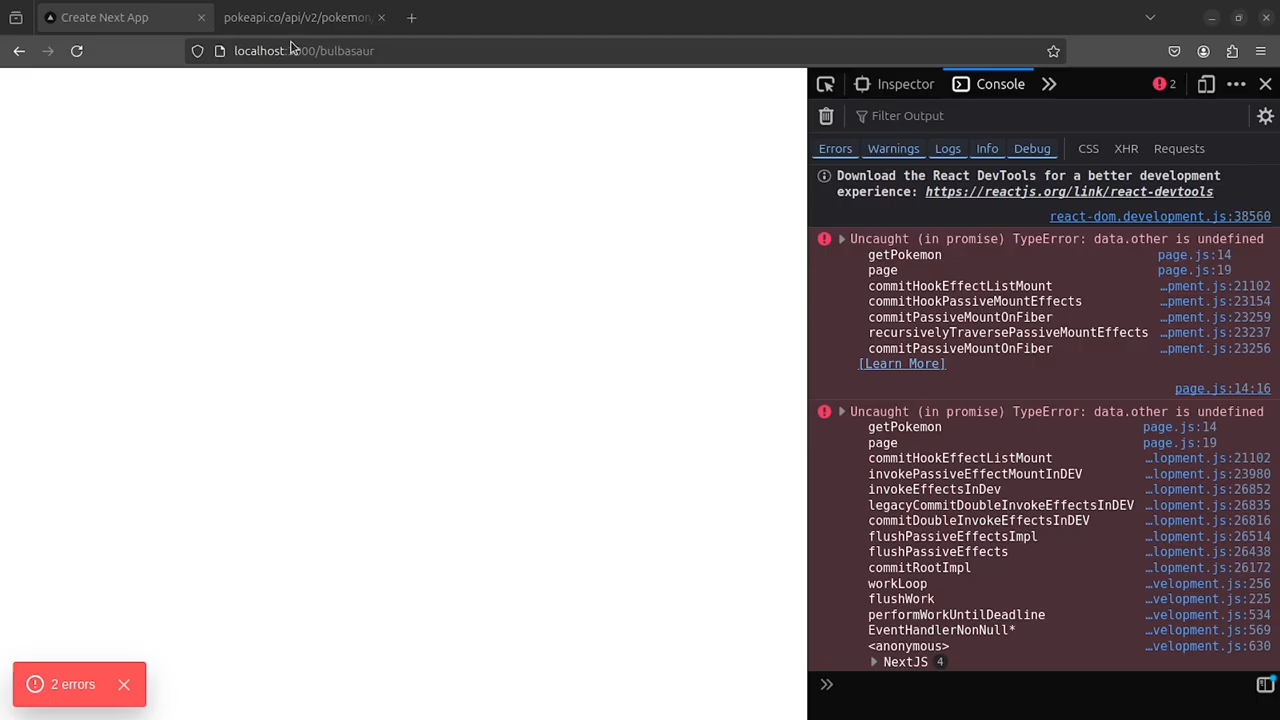 Create Next App
pokeapi.co/api/v2/pokemon/
localhost:3000/bulbasaur
Inspector
Console
2
Filter Output
Errors
Warnings
Logs
Info
Debug
CSS
XHR
Requests
Download the React DevTools for a better development
experience: https://reactjs.org/link/react-devtools
react-dom.development.js:38560
Uncaught (in promise) TypeError: data.other is undefined
getPokemon page.js:14
page page.js:19
commitHookEffectListMount …pment.js:21102
commitHookPassiveMountEffects …pment.js:23154
commitPassiveMountOnFiber …pment.js:23259
recursivelyTraversePassiveMountEffects …pment.js:23237
commitPassiveMountOnFiber …pment.js:23256
[Learn More]
page.js:14:16
Uncaught (in promise) TypeError: data.other is undefined
getPokemon page.js:14
page page.js:19
commitHookEffectListMount …lopment.js:21102
invokePassiveEffectMountInDEV …lopment.js:23980
invokeEffectsInDev …lopment.js:26852
legacyCommitDoubleInvokeEffectsInDEV …lopment.js:26835
commitDoubleInvokeEffectsInDEV …lopment.js:26816
flushPassiveEffectsImpl …lopment.js:26514
flushPassiveEffects …lopment.js:26438
commitRootImpl …lopment.js:26172
workLoop …velopment.js:256
flushWork …velopment.js:225
performWorkUntilDeadline …velopment.js:534
EventHandlerNonNull* …velopment.js:569
<anonymous> …velopment.js:630
NextJS 4
2 errors